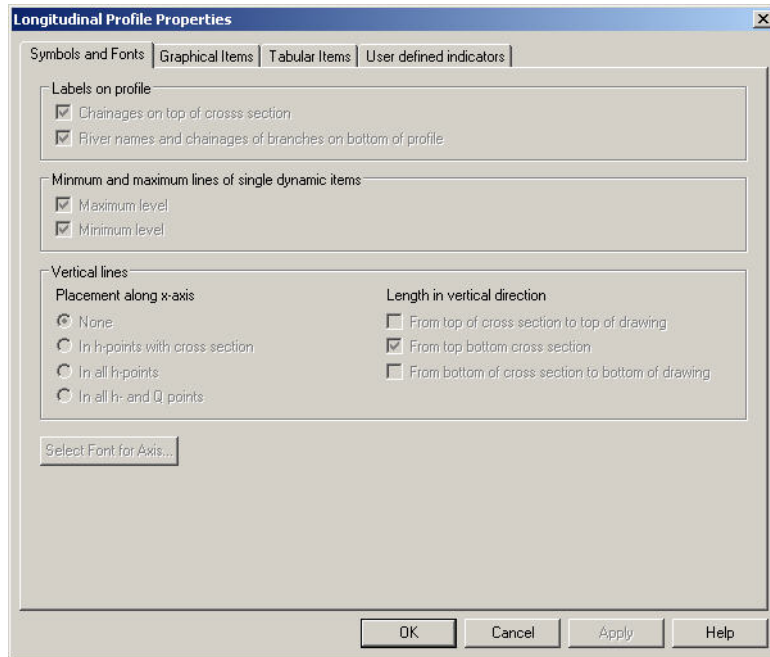 Longitudinal Profile Properties
Symbols and Fonts Graphical Items Tabular Items User defined indicators
Labels on profile
Chainages on top of crosss section
River names and chainages of branches on bottom of profile
Minmum and maximum lines of single dynamic items
Maximum level
Minimum level
Vertical lines
Placement along x-axis
None
In h-points with cross section
In all h-points
In all h- and Q points
Length in vertical direction
From top of cross section to top of drawing
From top bottom cross section
From bottom of cross section to bottom of drawing
Select Font for Axis...
OK Cancel Apply Help